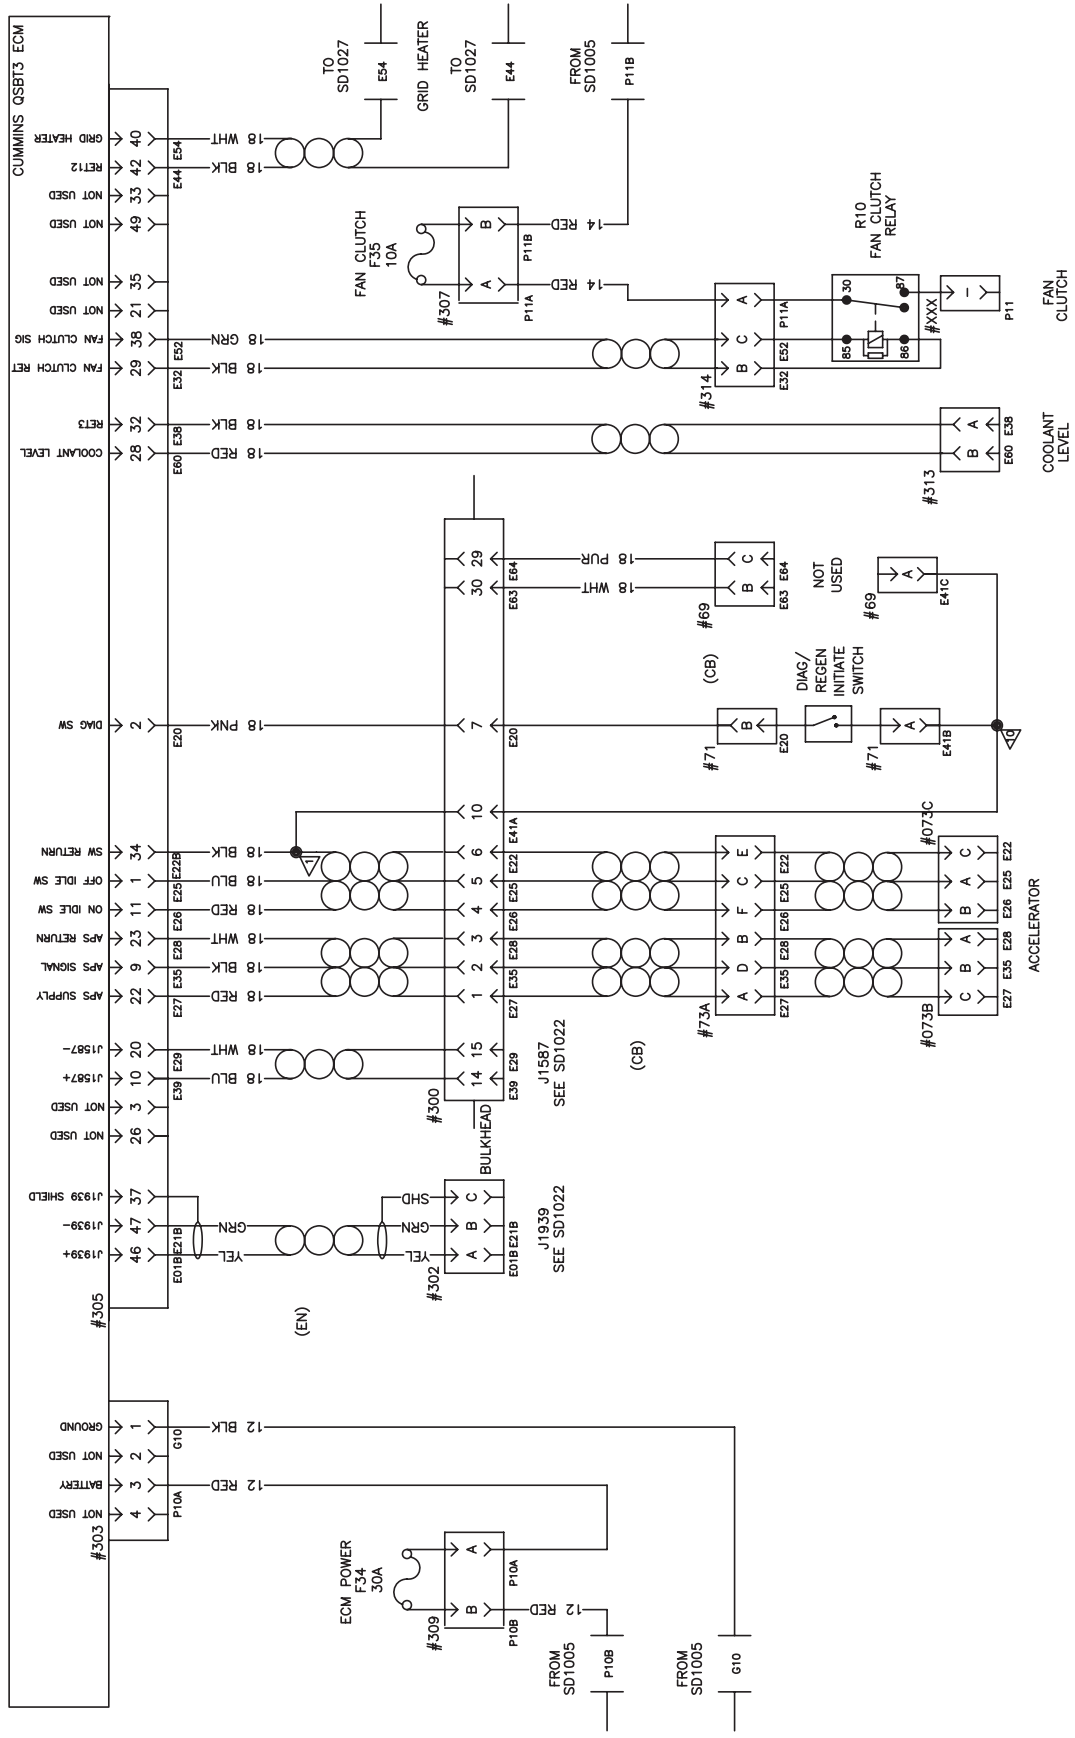 CUMMINS QSBT3 ECM
TO
SD1027
E54
GRID HEATER
TO
SD1027
E44
FROM
SD1005
P11B
GRID HEATER 40 E54 18 WHT
RET12 42 E44 18 BLK
NOT USED 33
NOT USED 49
NOT USED 35
NOT USED 21
FAN CLUTCH SIG 38 E52 18 GRN
FAN CLUTCH RET 29 E32 18 BLK
RET3 32 E38 18 BLK
COOLANT LEVEL 28 E60 18 RED
FAN CLUTCH
F35
10A
#307
B P11B 14 RED
A P11A 14 RED
#314
A P11A
C E52
B E32
R10
FAN CLUTCH
RELAY
30
87
85
86
#XXX
I P11
FAN
CLUTCH
#313
A E38
B E60
COOLANT
LEVEL
29 E64 18 PUR
30 E63 18 WHT
#69
C E64
B E63
NOT
USED
#69
A E41C
(CB)
DIAG/
REGEN
INITIATE
SWITCH
DIAG SW 2 E20 18 PNK
7 E20
#71
B E20
#71
A E41B
10
10 E41A
1
SW RETURN 34 E22B 18 BLK
OFF IDLE SW 1 E25 18 BLU
ON IDLE SW 11 E26 18 RED
APS RETURN 23 E28 18 WHT
APS SIGNAL 9 E35 18 BLK
APS SUPPLY 22 E27 18 RED
6 E22
5 E25
4 E26
3 E28
2 E35
1 E27
#73A
E E22
C E25
F E26
B E28
D E35
A E27
#073C
C E22
A E25
B E26
#073B
A E28
B E35
C E27
ACCELERATOR
J1587- 20 E29 18 WHT
J1587+ 10 E39 18 BLU
NOT USED 3
NOT USED 26
15 E29
14 E39
#300
BULKHEAD
J1587
SEE SD1022
(CB)
J1939 SHIELD 37
J1939- 47 E21B GRN
J1939+ 46 E01B YEL
#305
SHD
GRN
YEL
#302
C
B E21B
A E01B
J1939
SEE SD1022
(EN)
GROUND 1 G10 12 BLK
NOT USED 2
BATTERY 3 P10A 12 RED
NOT USED 4
#303
ECM POWER
F34
30A
#309
A P10A
B P10B 12 RED
FROM
SD1005
P10B
FROM
SD1005
G10